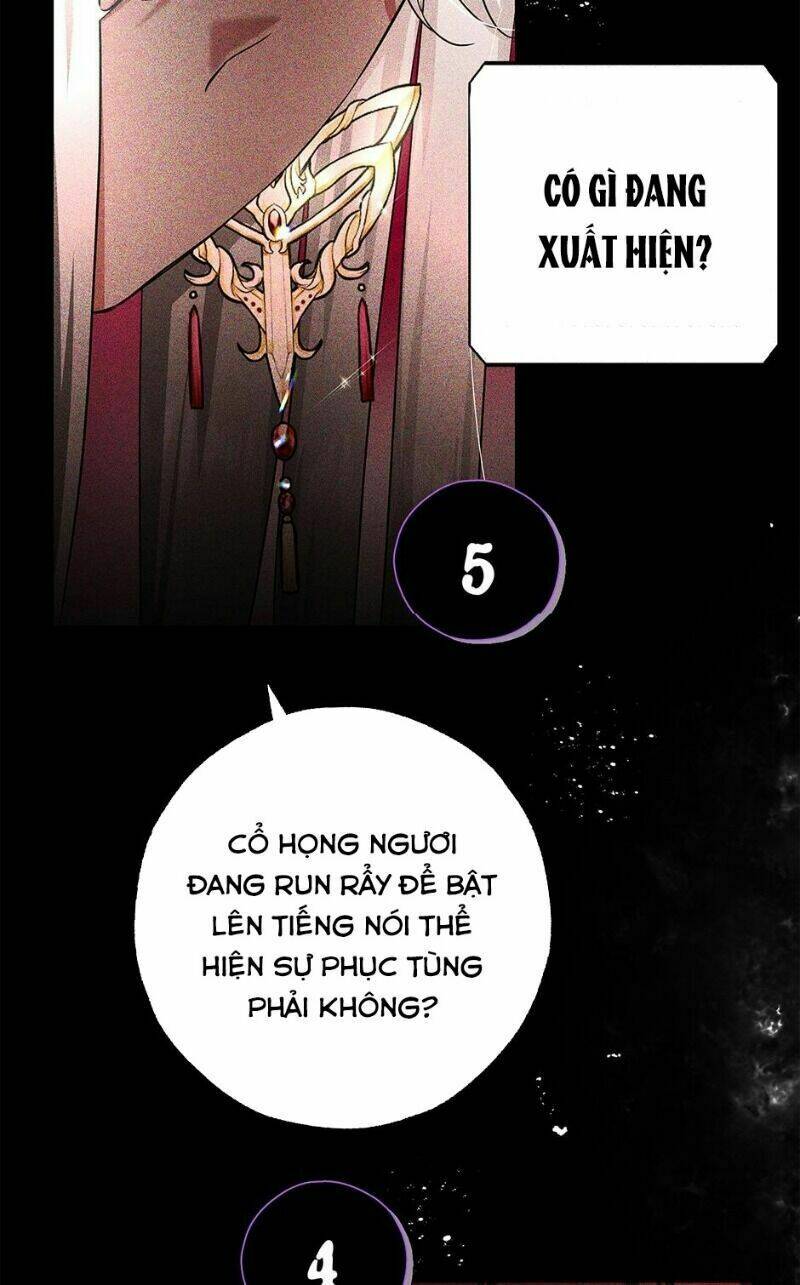 CÓ GÌ ĐANG
XUẤT HIỆN?
5
CỔ HỌNG NGƯƠI
ĐANG RUN RẨY ĐỂ BẬT
LÊN TIẾNG NÓI THỂ
HIỆN SỰ PHỤC TÙNG
PHẢI KHÔNG?
4